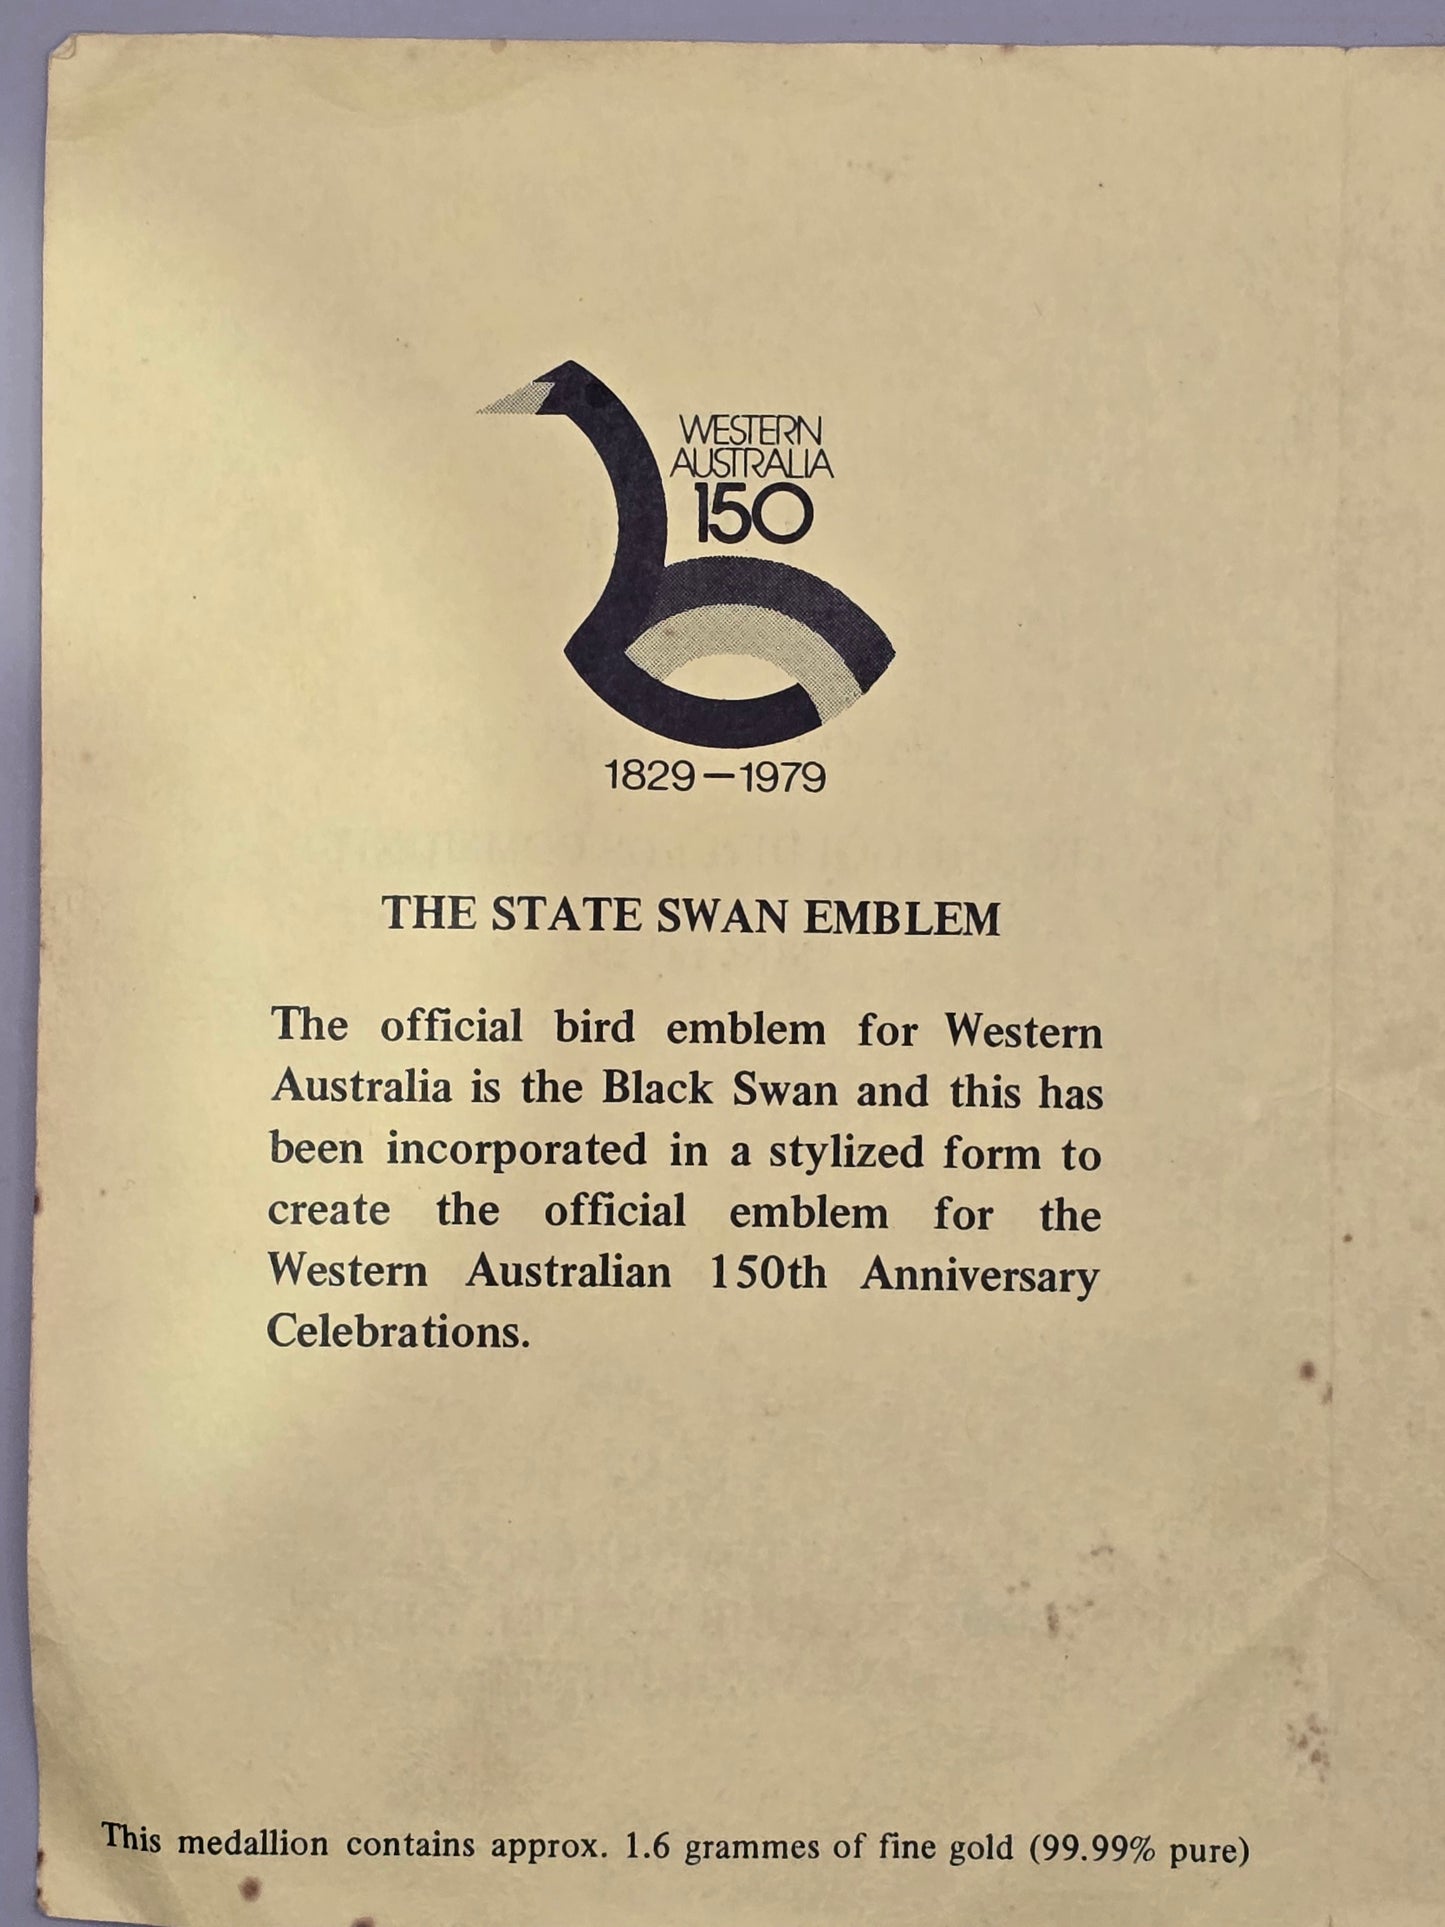 WESTERN
AUSTRALIA
150
1829-1979
THE STATE SWAN EMBLEM
The official bird emblem for Western
Australia is the Black Swan and this has
been incorporated in a stylized form to
create the official emblem for the
Western Australian 150th Anniversary
Celebrations.
This medallion contains approx. 1.6 grammes of fine gold (99.99% pure)